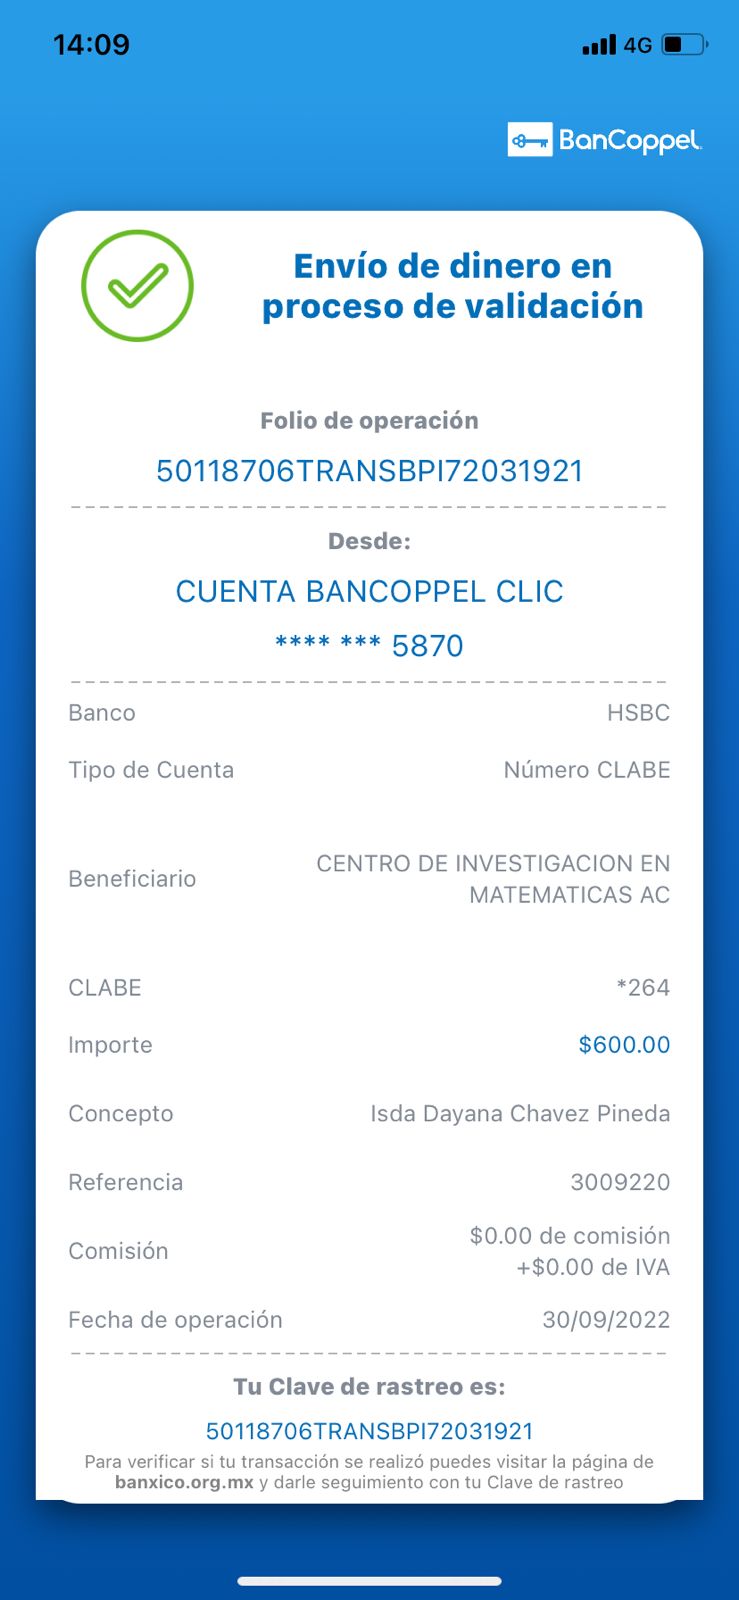 14:09
4G
BanCoppel
Envío de dinero en
proceso de validación
Folio de operación
50118706TRANSBPI72031921
Desde:
CUENTA BANCOPPEL CLIC
**** *** 5870
Banco HSBC
Tipo de Cuenta Número CLABE
Beneficiario CENTRO DE INVESTIGACION EN
MATEMATICAS AC
CLABE *264
Importe $600.00
Concepto Isda Dayana Chavez Pineda
Referencia 3009220
Comisión $0.00 de comisión
+$0.00 de IVA
Fecha de operación 30/09/2022
Tu Clave de rastreo es:
50118706TRANSBPI72031921
Para verificar si tu transacción se realizó puedes visitar la página de
banxico.org.mx y darle seguimiento con tu Clave de rastreo